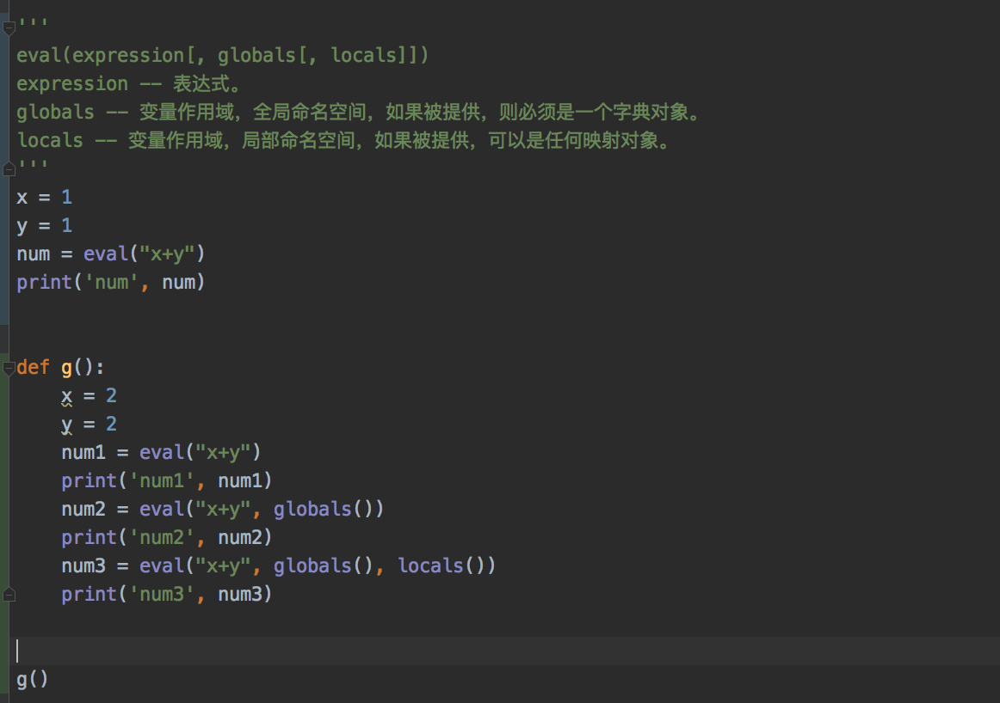 '''
eval(expression[, globals[, locals]])
expression -- 表达式。
globals -- 变量作用域，全局命名空间，如果被提供，则必须是一个字典对象。
locals -- 变量作用域，局部命名空间，如果被提供，可以是任何映射对象。
'''
x = 1
y = 1
num = eval("x+y")
print('num', num)
def g():
    x = 2
    y = 2
    num1 = eval("x+y")
    print('num1', num1)
    num2 = eval("x+y", globals())
    print('num2', num2)
    num3 = eval("x+y", globals(), locals())
    print('num3', num3)
g()